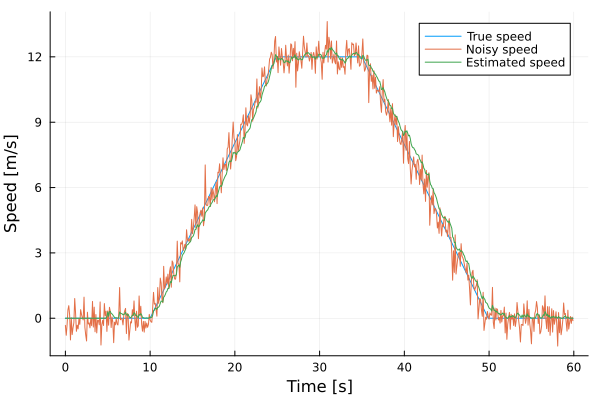 True speed
Noisy speed
Estimated speed
12
9
6
3
0
Speed [m/s]
0 10 20 30 40 50 60
Time [s]